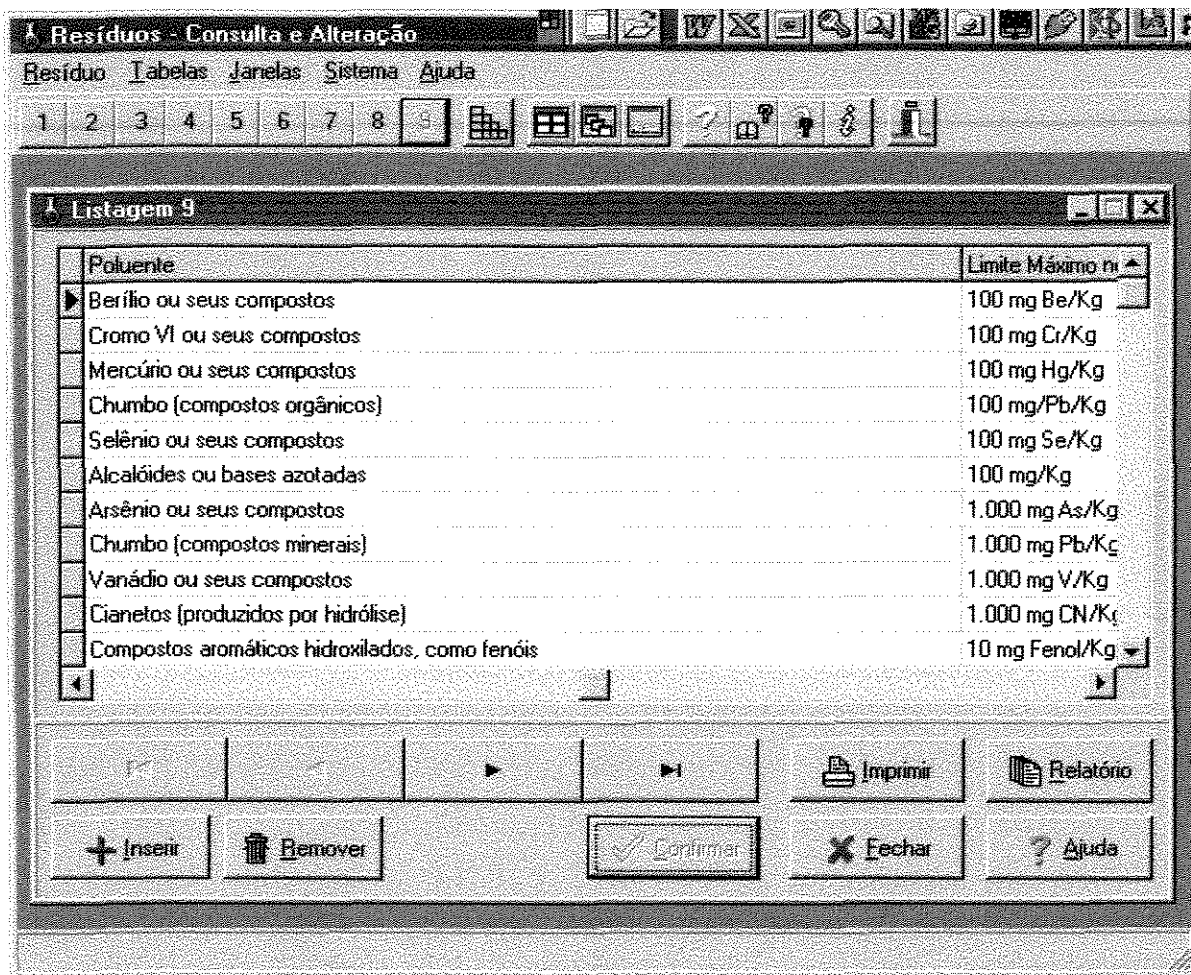 Resíduos - Consulta e Alteração
Resíduo Tabelas Janelas Sistema Ajuda
1 2 3 4 5 6 7 8 9
Listagem 9
Poluente Limite Máximo n
Berílio ou seus compostos 100 mg Be/Kg
Cromo VI ou seus compostos 100 mg Cr/Kg
Mercúrio ou seus compostos 100 mg Hg/Kg
Chumbo (compostos orgânicos) 100 mg/Pb/Kg
Selênio ou seus compostos 100 mg Se/Kg
Alcalóides ou bases azotadas 100 mg/Kg
Arsênio ou seus compostos 1.000 mg As/Kg
Chumbo (compostos minerais) 1.000 mg Pb/Kg
Vanádio ou seus compostos 1.000 mg V/Kg
Cianetos (produzidos por hidrólise) 1.000 mg CN/Kg
Compostos aromáticos hidroxilados, como fenóis 10 mg Fenol/Kg
Imprimir Relatório
Inserir Remover Confirmar Fechar Ajuda